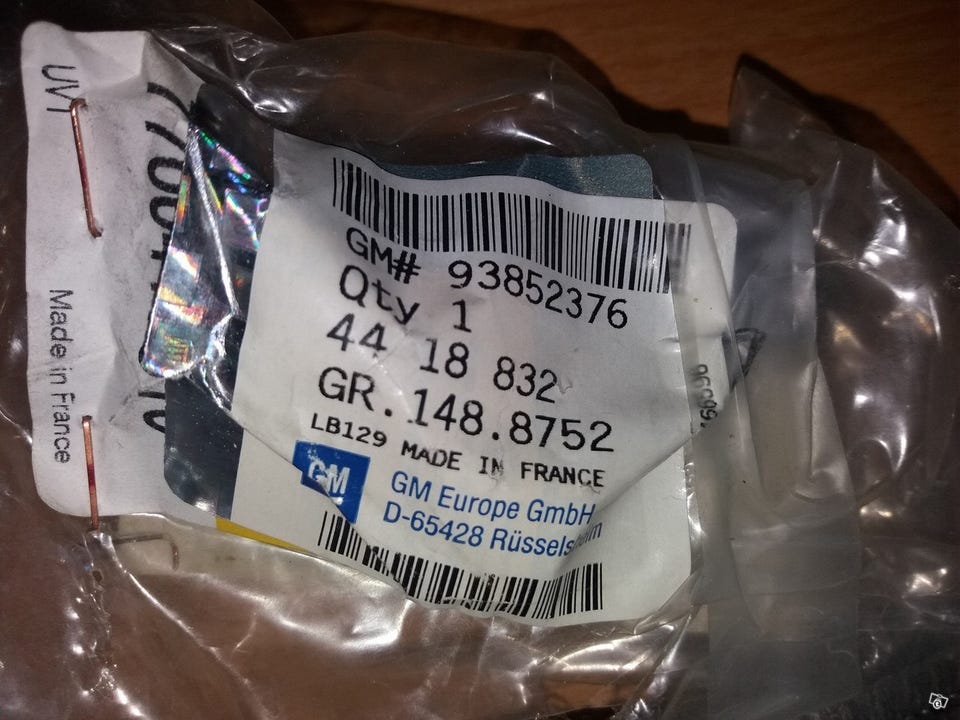 UVI
Made in France
GM# 93852376
Qty 1
44 18 832
GR.148.8752
LB129 MADE IN FRANCE
GM
GM Europe GmbH
D-65428